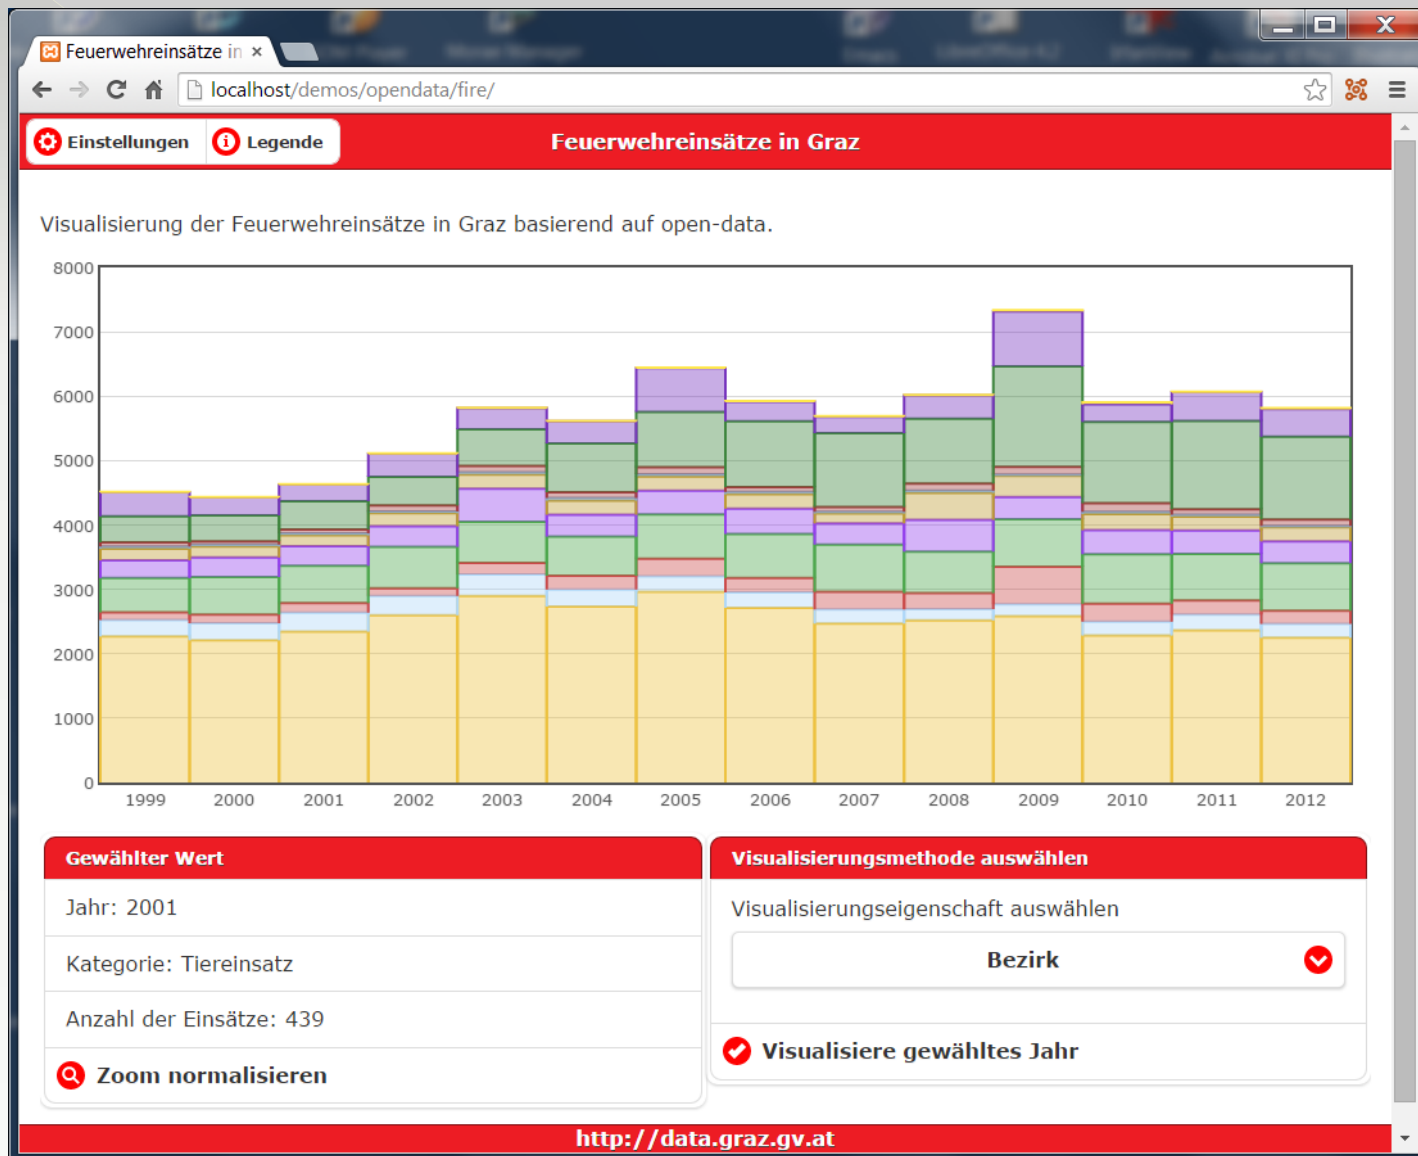 Feuerwehreinsätze in
localhost/demos/opendata/fire/
Einstellungen
Legende
Feuerwehreinsätze in Graz
Visualisierung der Feuerwehreinsätze in Graz basierend auf open-data.
8000
7000
6000
5000
4000
3000
2000
1000
0
1999 2000 2001 2002 2003 2004 2005 2006 2007 2008 2009 2010 2011 2012
Gewählter Wert
Jahr: 2001
Kategorie: Tiereinsatz
Anzahl der Einsätze: 439
Zoom normalisieren
Visualisierungsmethode auswählen
Visualisierungseigenschaft auswählen
Bezirk
Visualisiere gewähltes Jahr
http://data.graz.gv.at